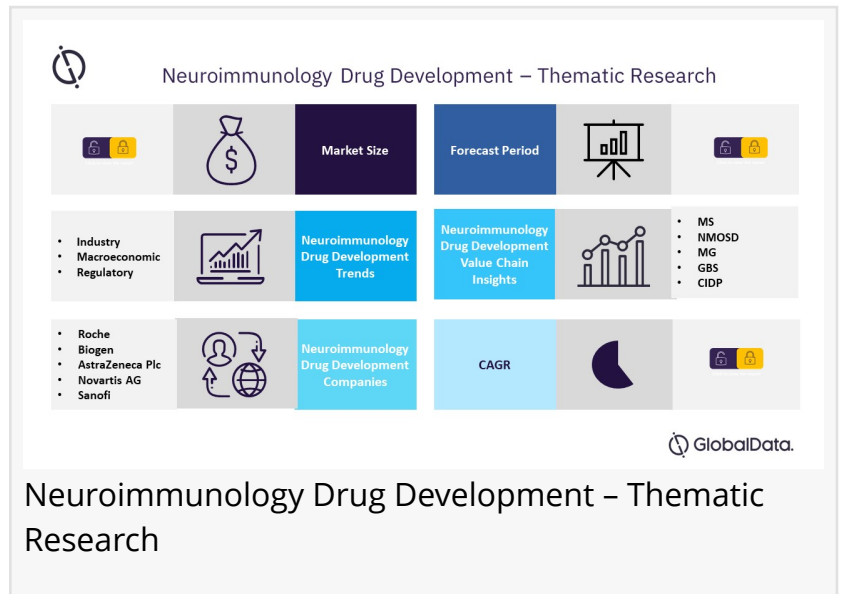 Neuroimmunology Drug Development – Thematic Research
$
Market Size
Forecast Period
• Industry
• Macroeconomic
• Regulatory
Neuroimmunology
Drug Development
Trends
Neuroimmunology
Drug Development
Value Chain
Insights
• MS
• NMOSD
• MG
• GBS
• CIDP
• Roche
• Biogen
• AstraZeneca Plc
• Novartis AG
• Sanofi
Neuroimmunology
Drug Development
Companies
CAGR
GlobalData.
Neuroimmunology Drug Development – Thematic
Research